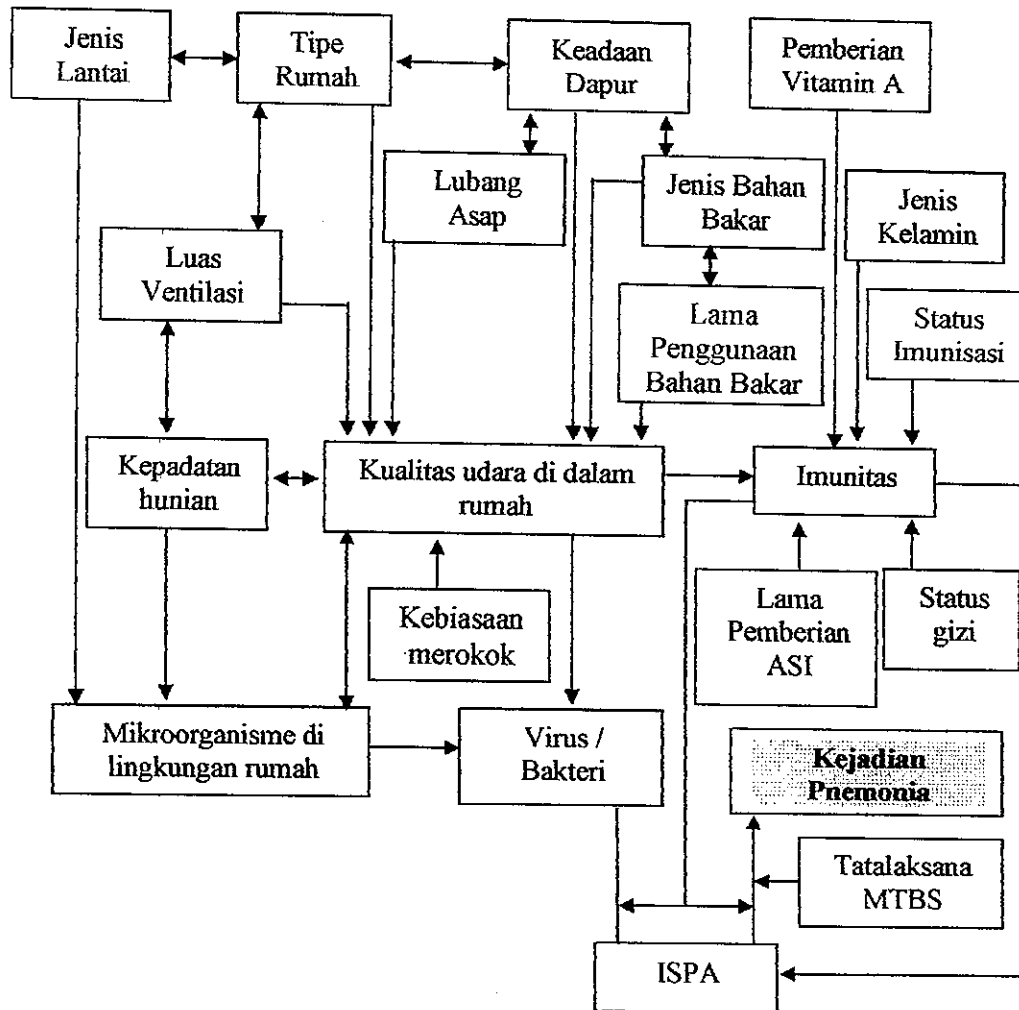 Jenis
Lantai
Tipe
Rumah
Keadaan
Dapur
Pemberian
Vitamin A
Lubang
Asap
Jenis Bahan
Bakar
Jenis
Kelamin
Luas
Ventilasi
Lama
Penggunaan
Bahan Bakar
Status
Imunisasi
Kepadatan
hunian
Kualitas udara di dalam
rumah
Imunitas
Kebiasaan
merokok
Lama
Pemberian
ASI
Status
gizi
Mikroorganisme di
lingkungan rumah
Virus /
Bakteri
Kejadian
Pnemonia
Tatalaksana
MTBS
ISPA